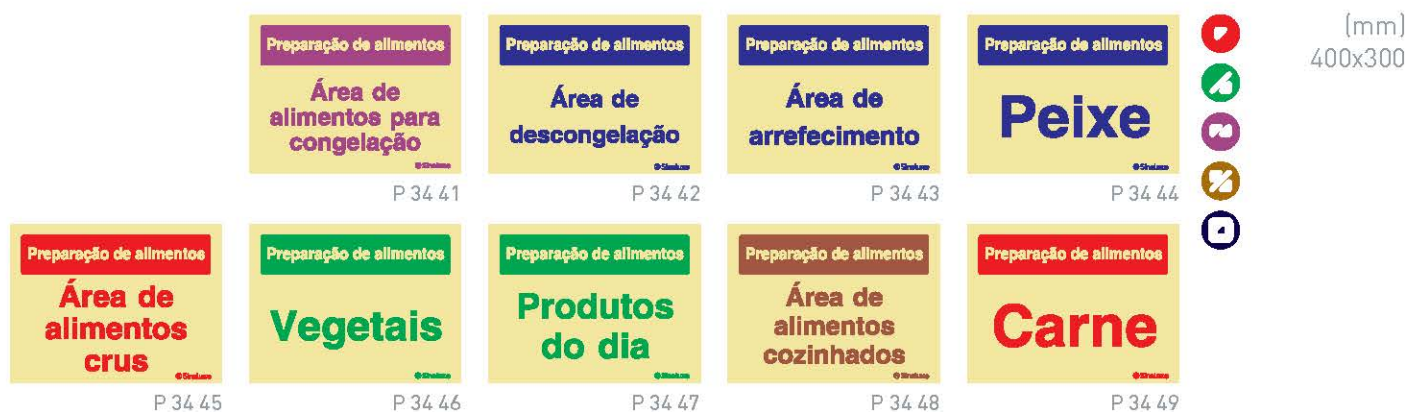 Preparação de alimentos
Área de
alimentos para
congelação
P 34 41
Preparação de alimentos
Área de
descongelação
P 34 42
Preparação de alimentos
Área de
arrefecimento
P 34 43
Preparação de alimentos
Peixe
P 34 44
(mm)
400x300
Preparação de alimentos
Área de
alimentos
crus
P 34 45
Preparação de alimentos
Vegetais
P 34 46
Preparação de alimentos
Produtos
do dia
P 34 47
Preparação de alimentos
Área de
alimentos
cozinhados
P 34 48
Preparação de alimentos
Carne
P 34 49